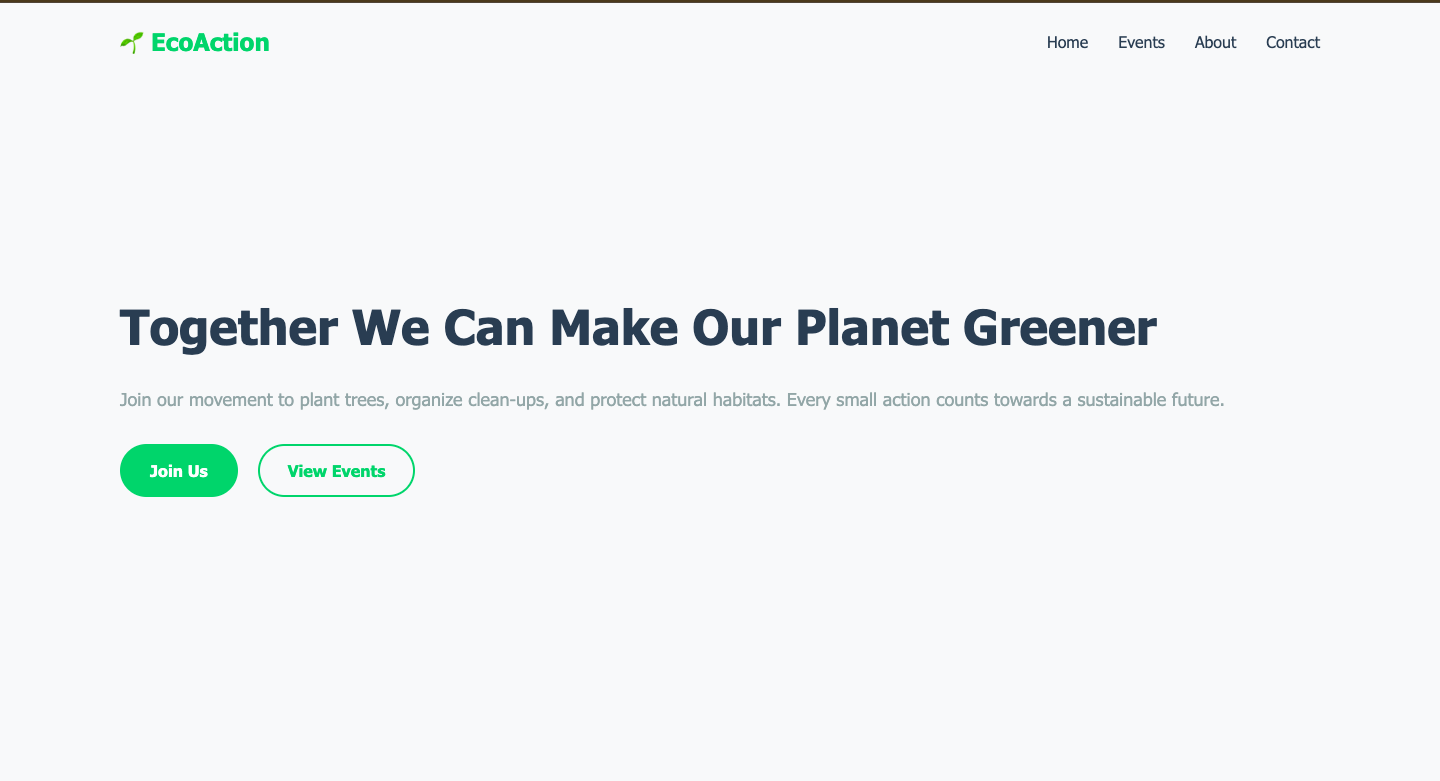 EcoAction
Home Events About Contact
Together We Can Make Our Planet Greener
Join our movement to plant trees, organize clean-ups, and protect natural habitats. Every small action counts towards a sustainable future.
Join Us View Events